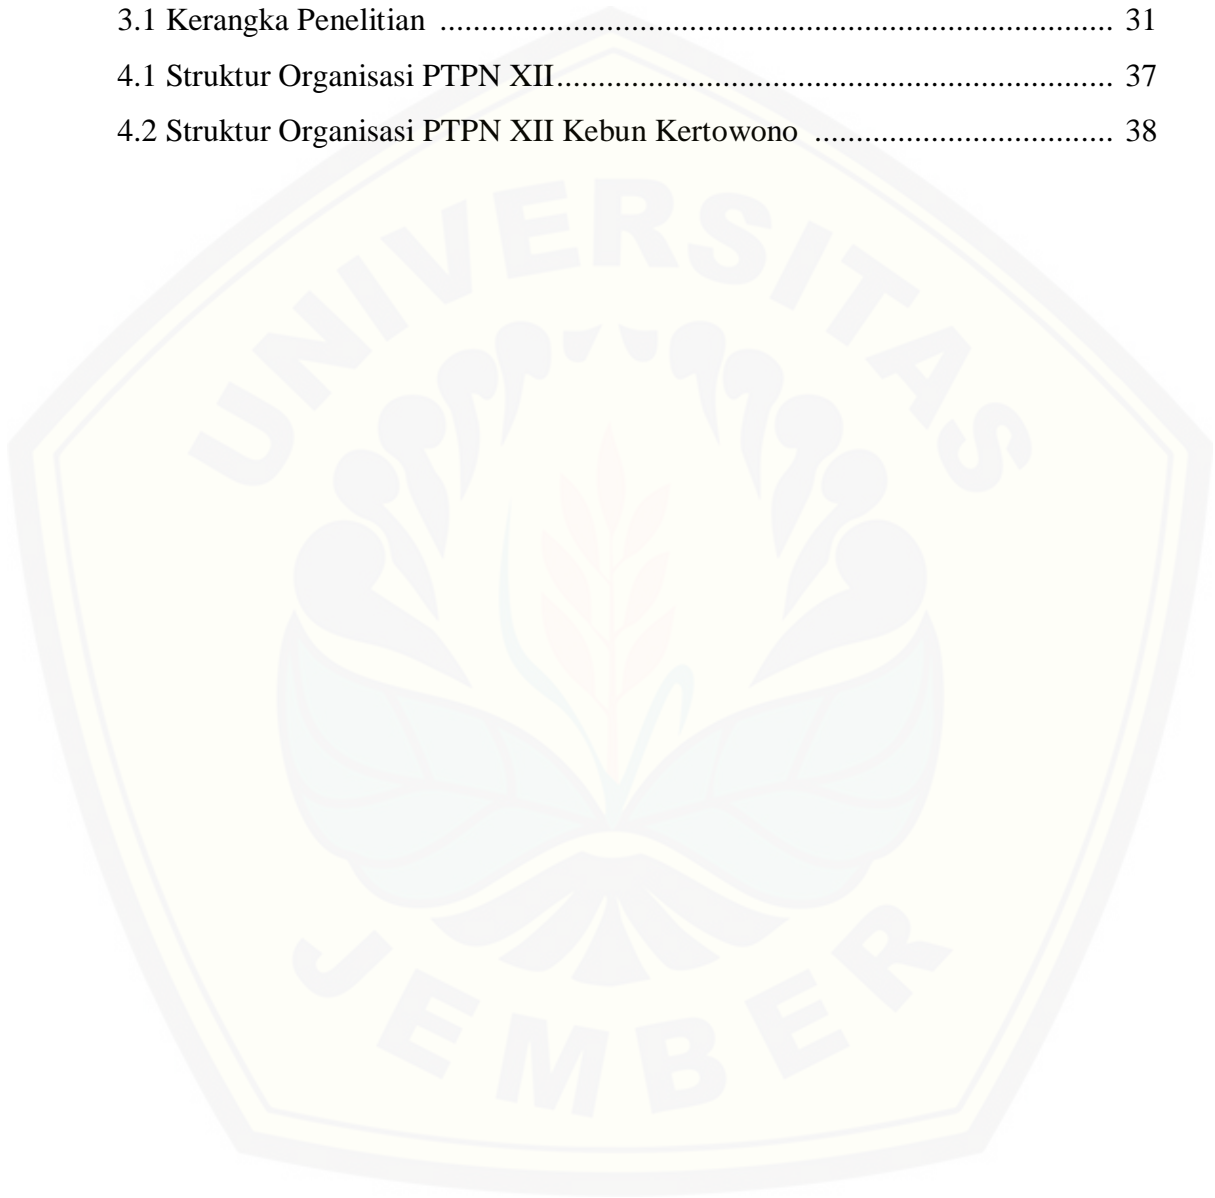 3.1 Kerangka Penelitian ................................................................................. 31
4.1 Struktur Organisasi PTPN XII.................................................................. 37
4.2 Struktur Organisasi PTPN XII Kebun Kertowono .................................... 38
UNIVERSITAS
JEMBER